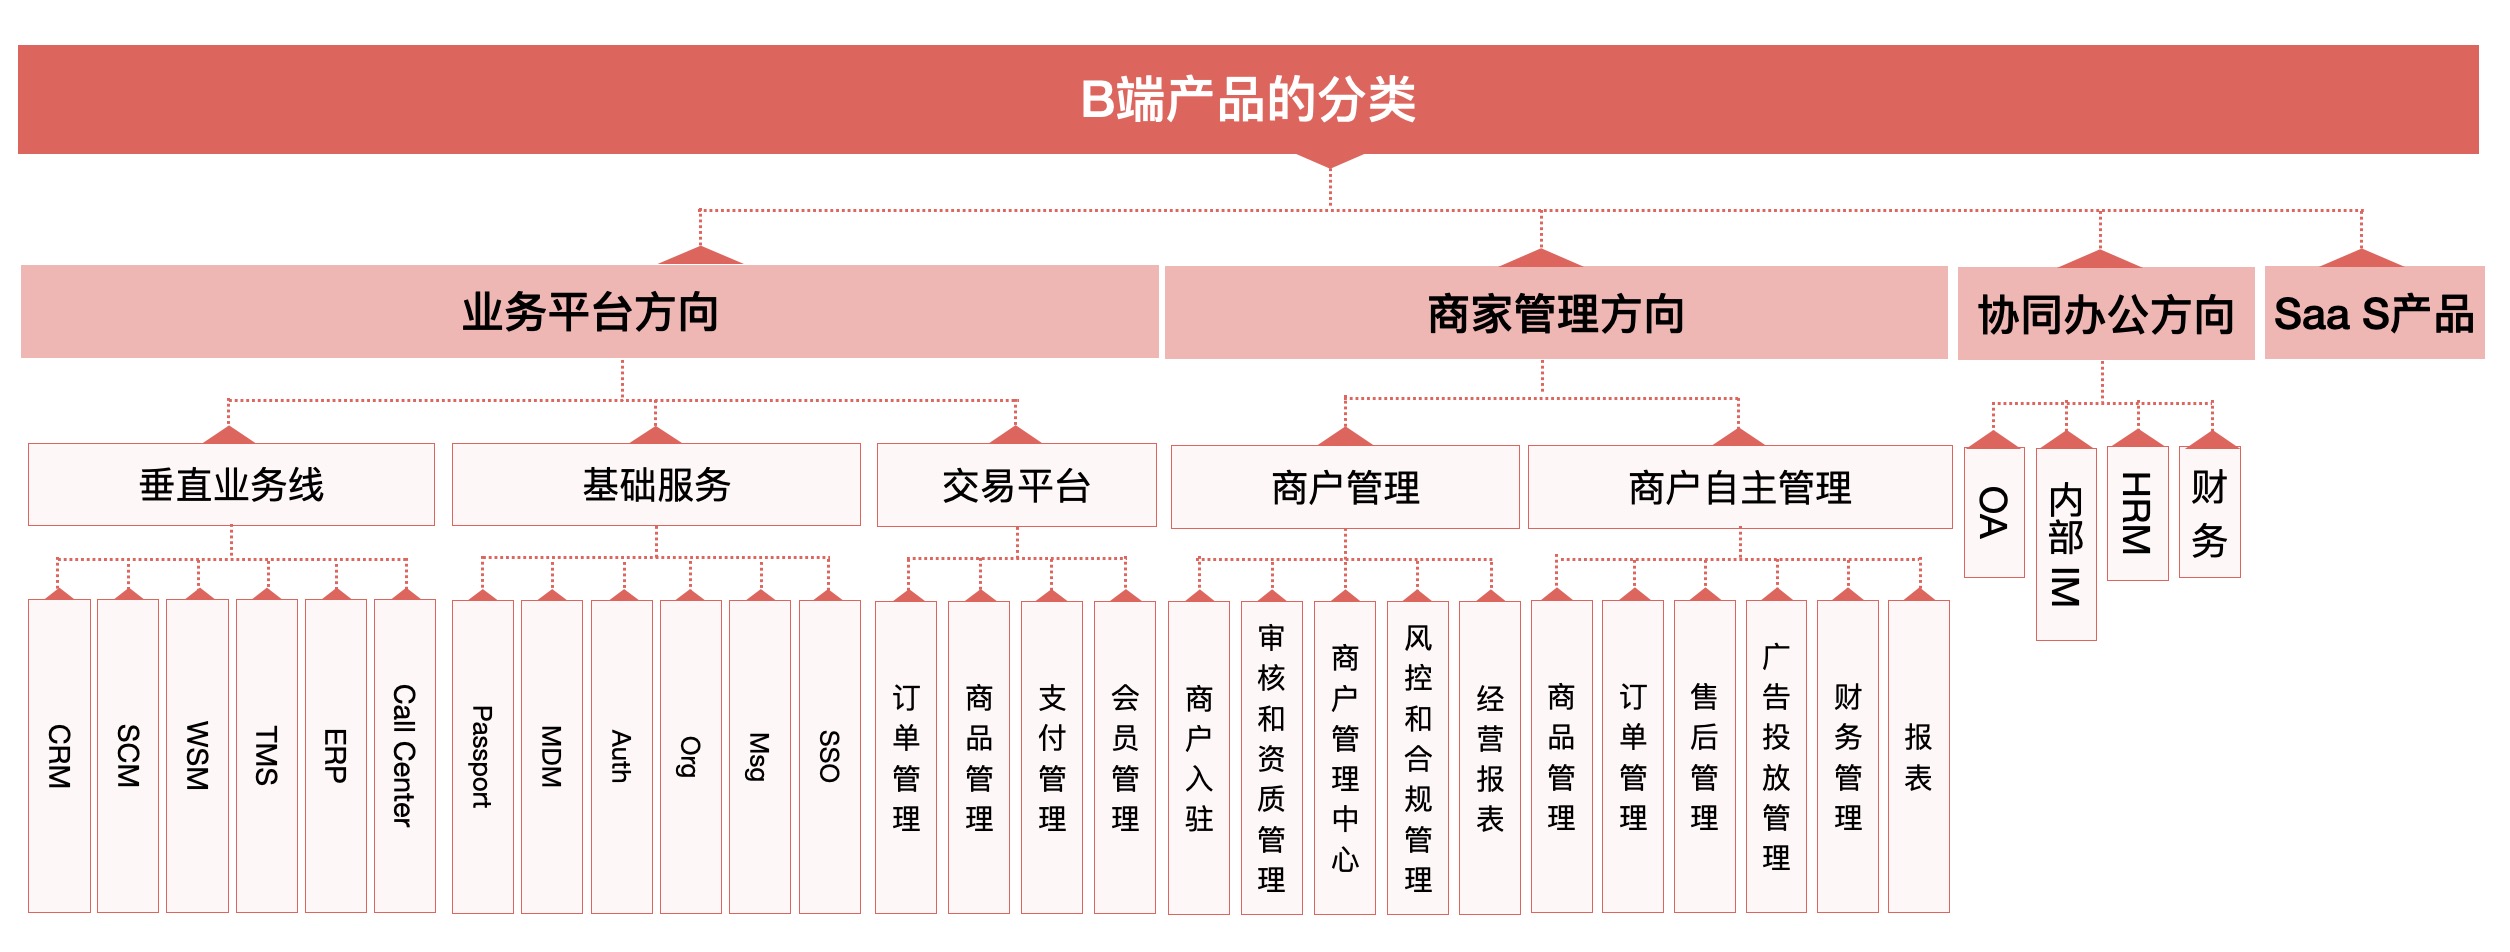 B端产品的分类
业务平台方向
商家管理方向
协同办公方向
SaaS产品
垂直业务线
基础服务
交易平台
商户管理
商户自主管理
OA
内部 IM
HRM
财务
CRM
SCM
WSM
TMS
ERP
Call Center
Passport
MDM
Auth
Org
Msg
SSO
订单管理
商品管理
支付管理
会员管理
商户入驻
审核和资质管理
商户管理中心
风控和合规管理
经营报表
商品管理
订单管理
售后管理
广告投放管理
财务管理
报表